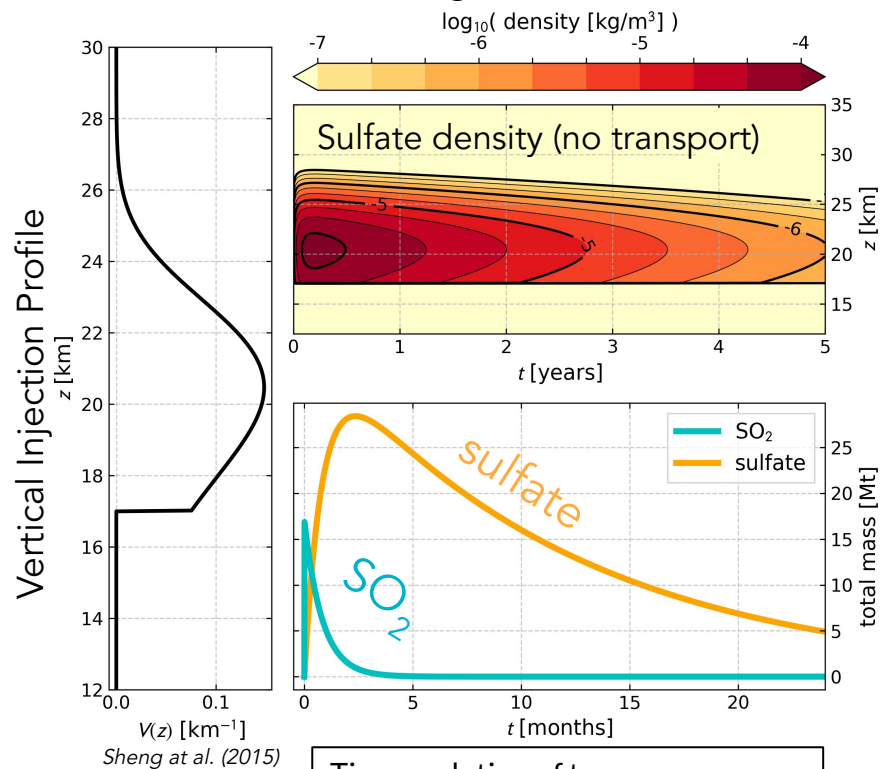 Vertical Injection Profile
z [km]
30
28
26
24
22
20
18
16
14
12
0.0 0.1
V(z) [km⁻¹]
Sheng at al. (2015)
log₁₀( density [kg/m³] )
-7 -6 -5 -4
Sulfate density (no transport)
-5
-5
-6
35
30
25
20
15
z [km]
0 1 2 3 4 5
t [years]
SO₂
sulfate
sulfate
SO₂
25
20
15
10
5
0
total mass [Mt]
0 5 10 15 20
t [months]